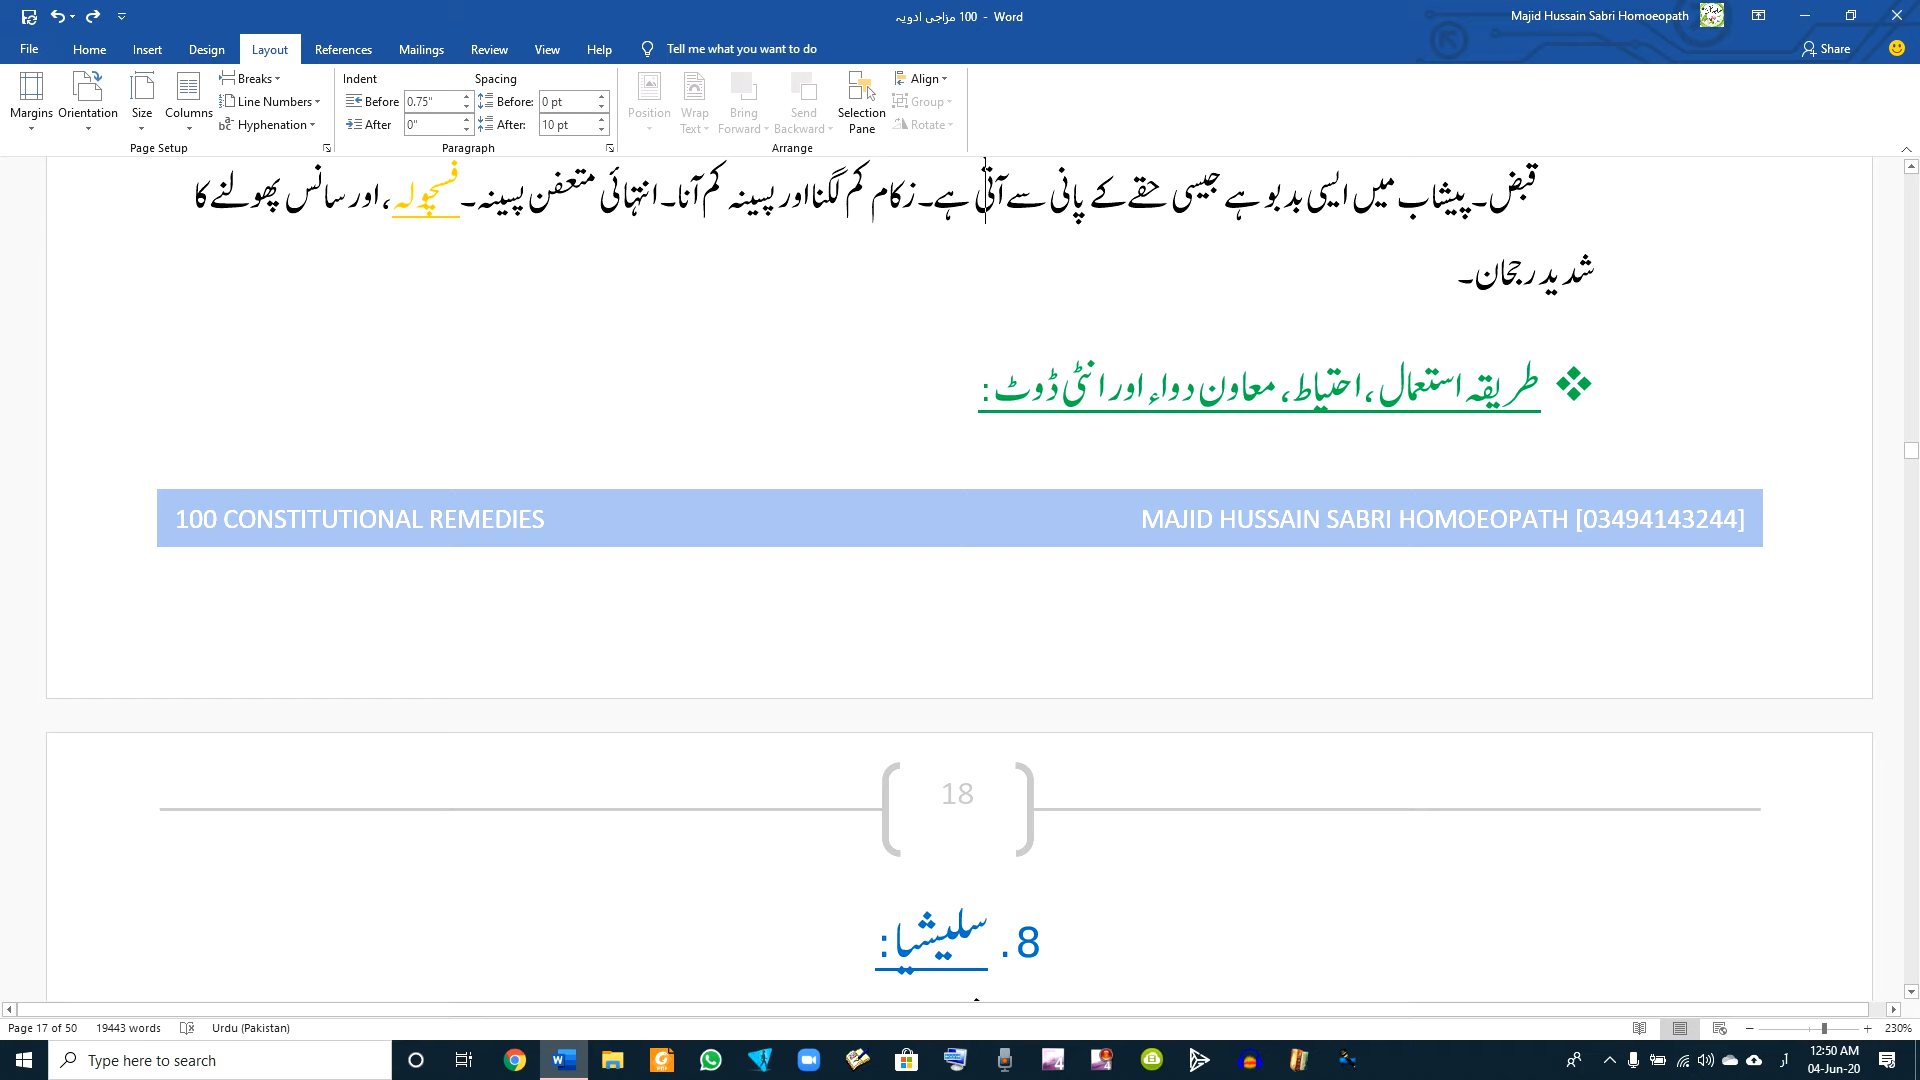 100 مزاجی ادویہ - Word
Majid Hussain Sabri Homoeopath
File Home Insert Design Layout References Mailings Review View Help Tell me what you want to do Share
Margins Orientation Size Columns
Breaks
Line Numbers
Hyphenation
Page Setup
Indent Spacing
Before 0.75" Before: 0 pt
After 0" After: 10 pt
Paragraph
Position Wrap Text Bring Forward Send Backward Selection Pane
Align
Group
Rotate
Arrange
قبض۔ پیشاب میں ایسی بدبو ہے جیسی حقے کے پانی سے آتی ہے۔ زکام کم لگنا اور پسینہ کم آنا۔ انتہائی متعفن پسینہ۔ فسچولہ، اور سانس پھولنے کا
شدید رجحان۔
❖ طریقہ استعمال، احتیاط، معاون دواء اور انٹی ڈوٹ:
100 CONSTITUTIONAL REMEDIES MAJID HUSSAIN SABRI HOMOEOPATH [03494143244]
18
8. سلیشیا:
Page 17 of 50 19443 words Urdu (Pakistan) 230%
Type here to search
12:50 AM
04-Jun-20